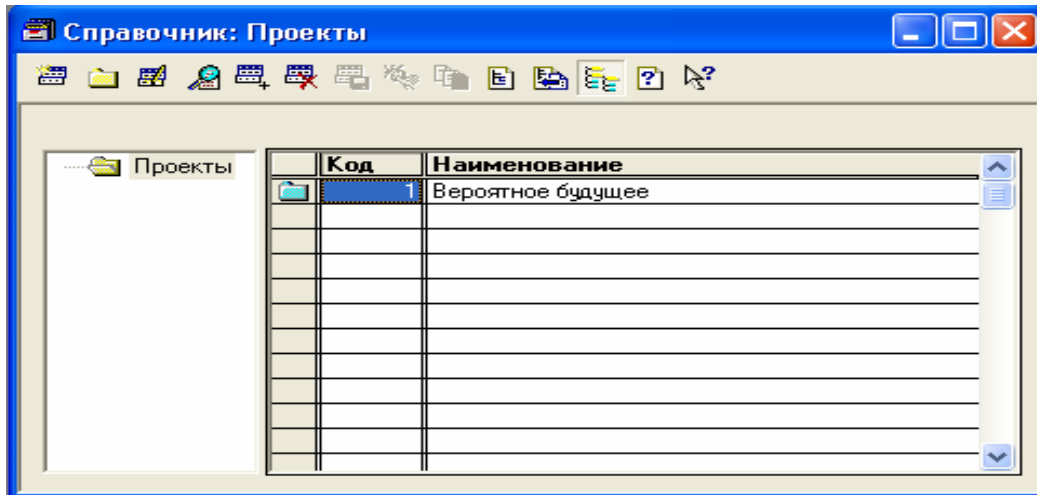 Справочник: Проекты
Проекты
Код Наименование
1 Вероятное будущее